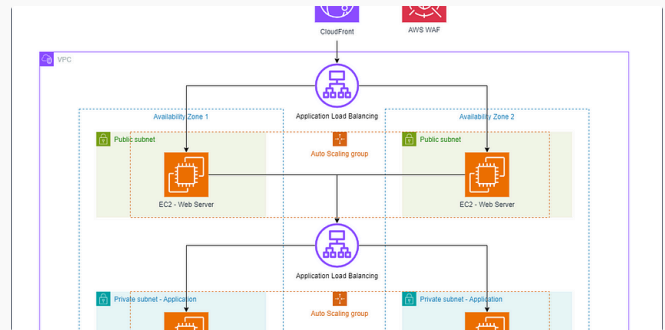 CloudFront
AWS WAF
VPC
Application Load Balancing
Availability Zone 1
Availability Zone 2
Public subnet
Public subnet
Auto Scaling group
EC2 - Web Server
EC2 - Web Server
Application Load Balancing
Private subnet - Application
Private subnet - Application
Auto Scaling group